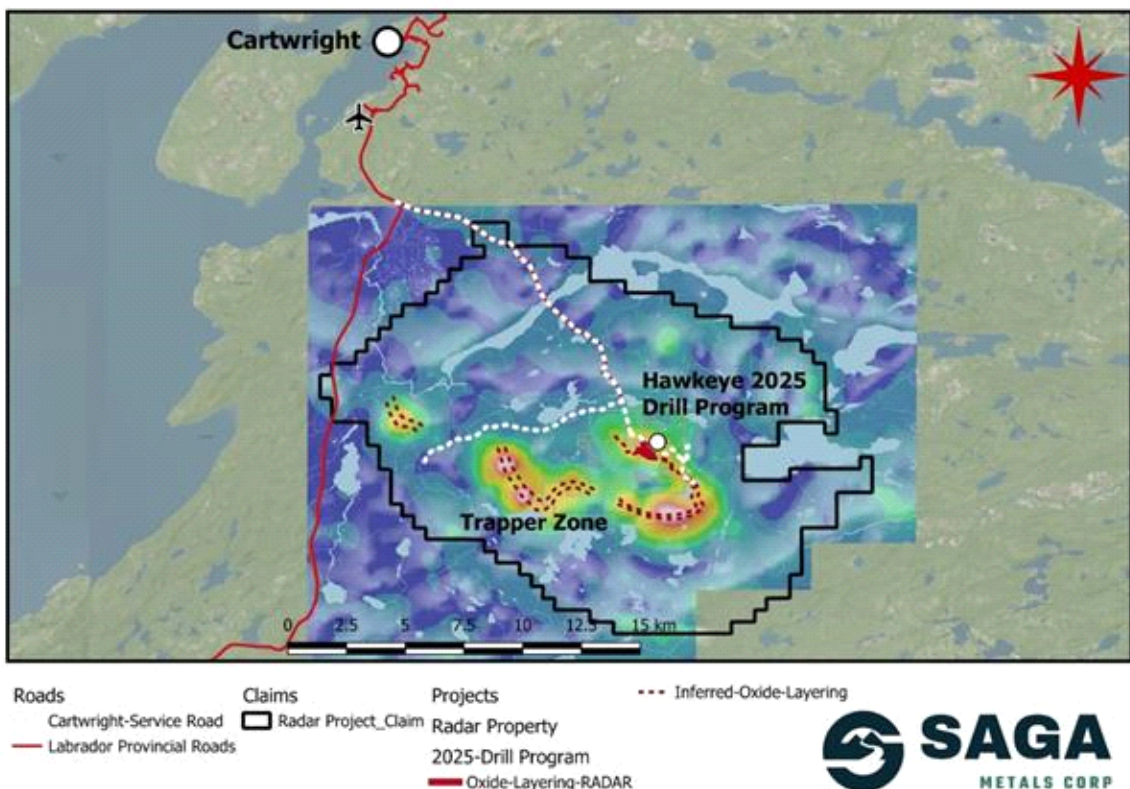 Cartwright
Hawkeye 2025
Drill Program
Trapper Zone
0 2.5 5 10 12.5 15 km
Roads
Cartwright-Service Road
Labrador Provincial Roads
Claims
Radar Project_Claim
Projects
Radar Property
2025-Drill Program
Oxide-Layering-RADAR
Inferred-Oxide-Layering
SAGA
METALS CORP